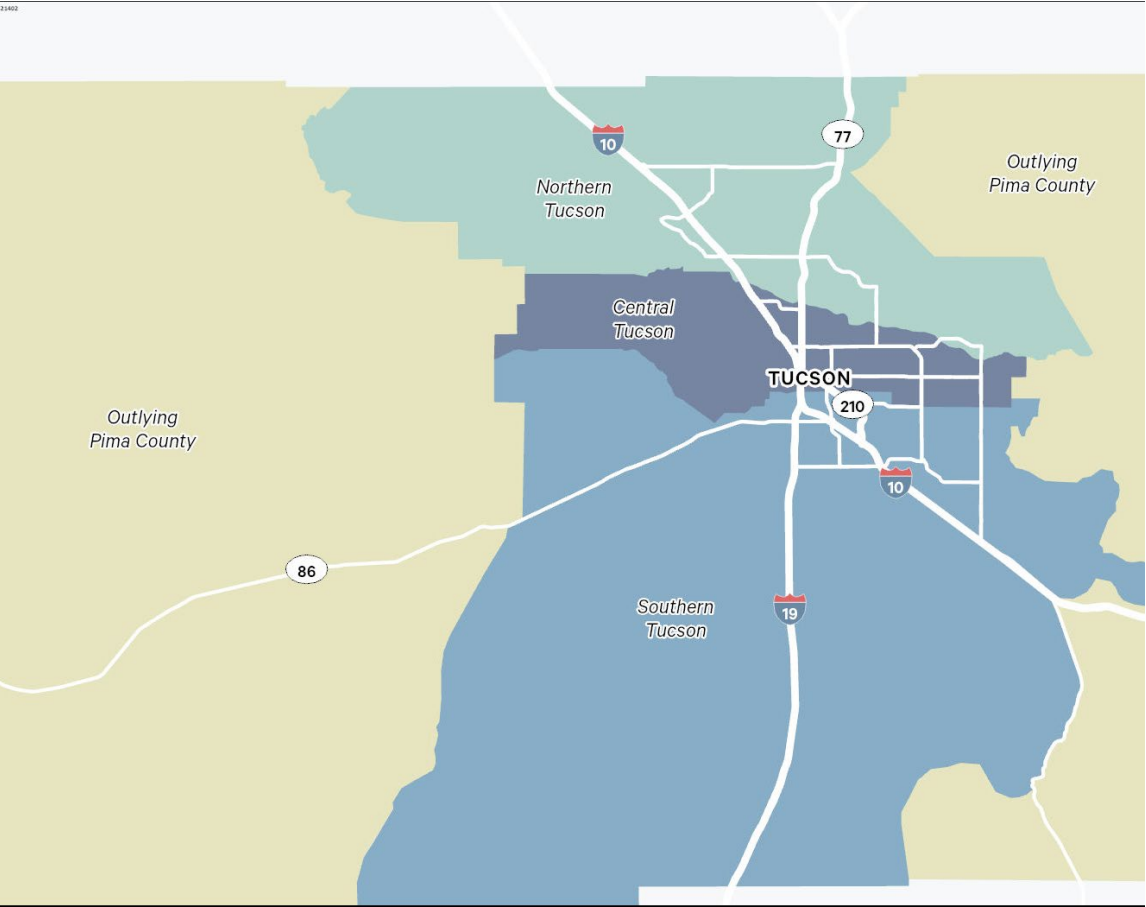 21402
10
77
Outlying
Pima County
Northern
Tucson
Central
Tucson
TUCSON
210
Outlying
Pima County
10
86
Southern
Tucson
19